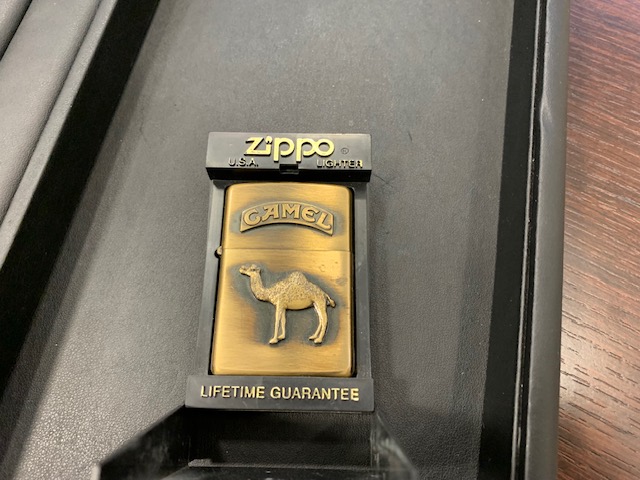 Zippo ®
U.S.A. LIGHTER
CAMEL
LIFETIME GUARANTEE